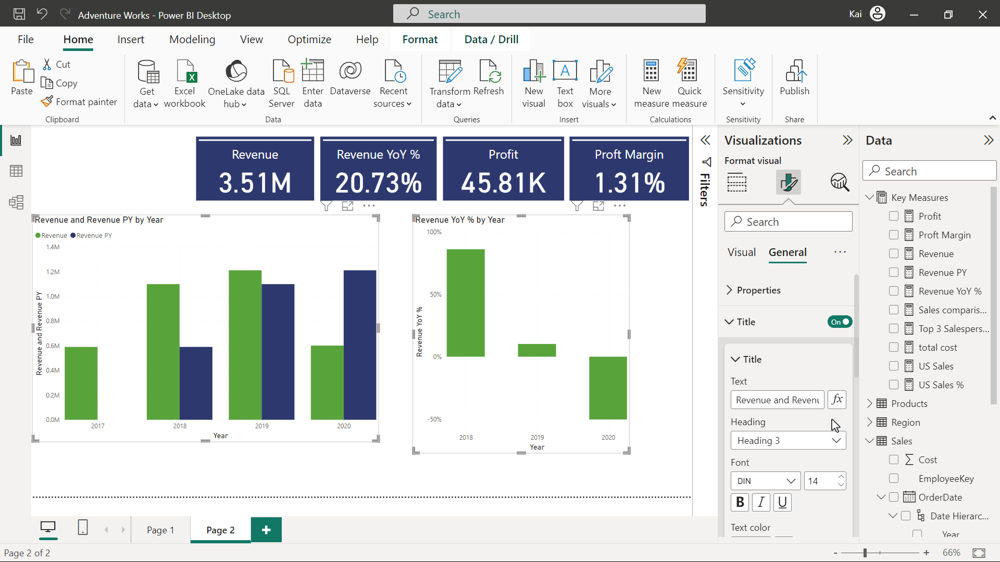 Adventure Works - Power BI Desktop
Search
Kai
File
Home
Insert
Modeling
View
Optimize
Help
Format
Data / Drill
Paste
Cut
Copy
Format painter
Clipboard
Get data
Excel workbook
OneLake data hub
SQL Server
Enter data
Dataverse
Recent sources
Data
Transform data
Refresh
Queries
New visual
Text box
More visuals
Insert
New measure
Quick measure
Calculations
Sensitivity
Sensitivity
Publish
Share
Revenue
3.51M
Revenue YoY %
20.73%
Profit
45.81K
Proft Margin
1.31%
Revenue and Revenue PY by Year
Revenue
Revenue PY
Revenue and Revenue PY
1.4M
1.2M
1.0M
0.8M
0.6M
0.4M
0.2M
0.0M
2017
2018
2019
2020
Year
Revenue YoY % by Year
Revenue YoY %
100%
50%
0%
-50%
2018
2019
2020
Year
Filters
Visualizations
Format visual
Search
Visual
General
Properties
Title
On
Title
Text
Revenue and Revenu
fx
Heading
Heading 3
Font
DIN
14
B
I
U
Text color
Data
Search
Key Measures
Profit
Proft Margin
Revenue
Revenue PY
Revenue YoY %
Sales comparis...
Top 3 Salespers...
total cost
US Sales
US Sales %
Products
Region
Sales
Cost
EmployeeKey
OrderDate
Date Hierarc...
Year
Page 1
Page 2
Page 2 of 2
66%